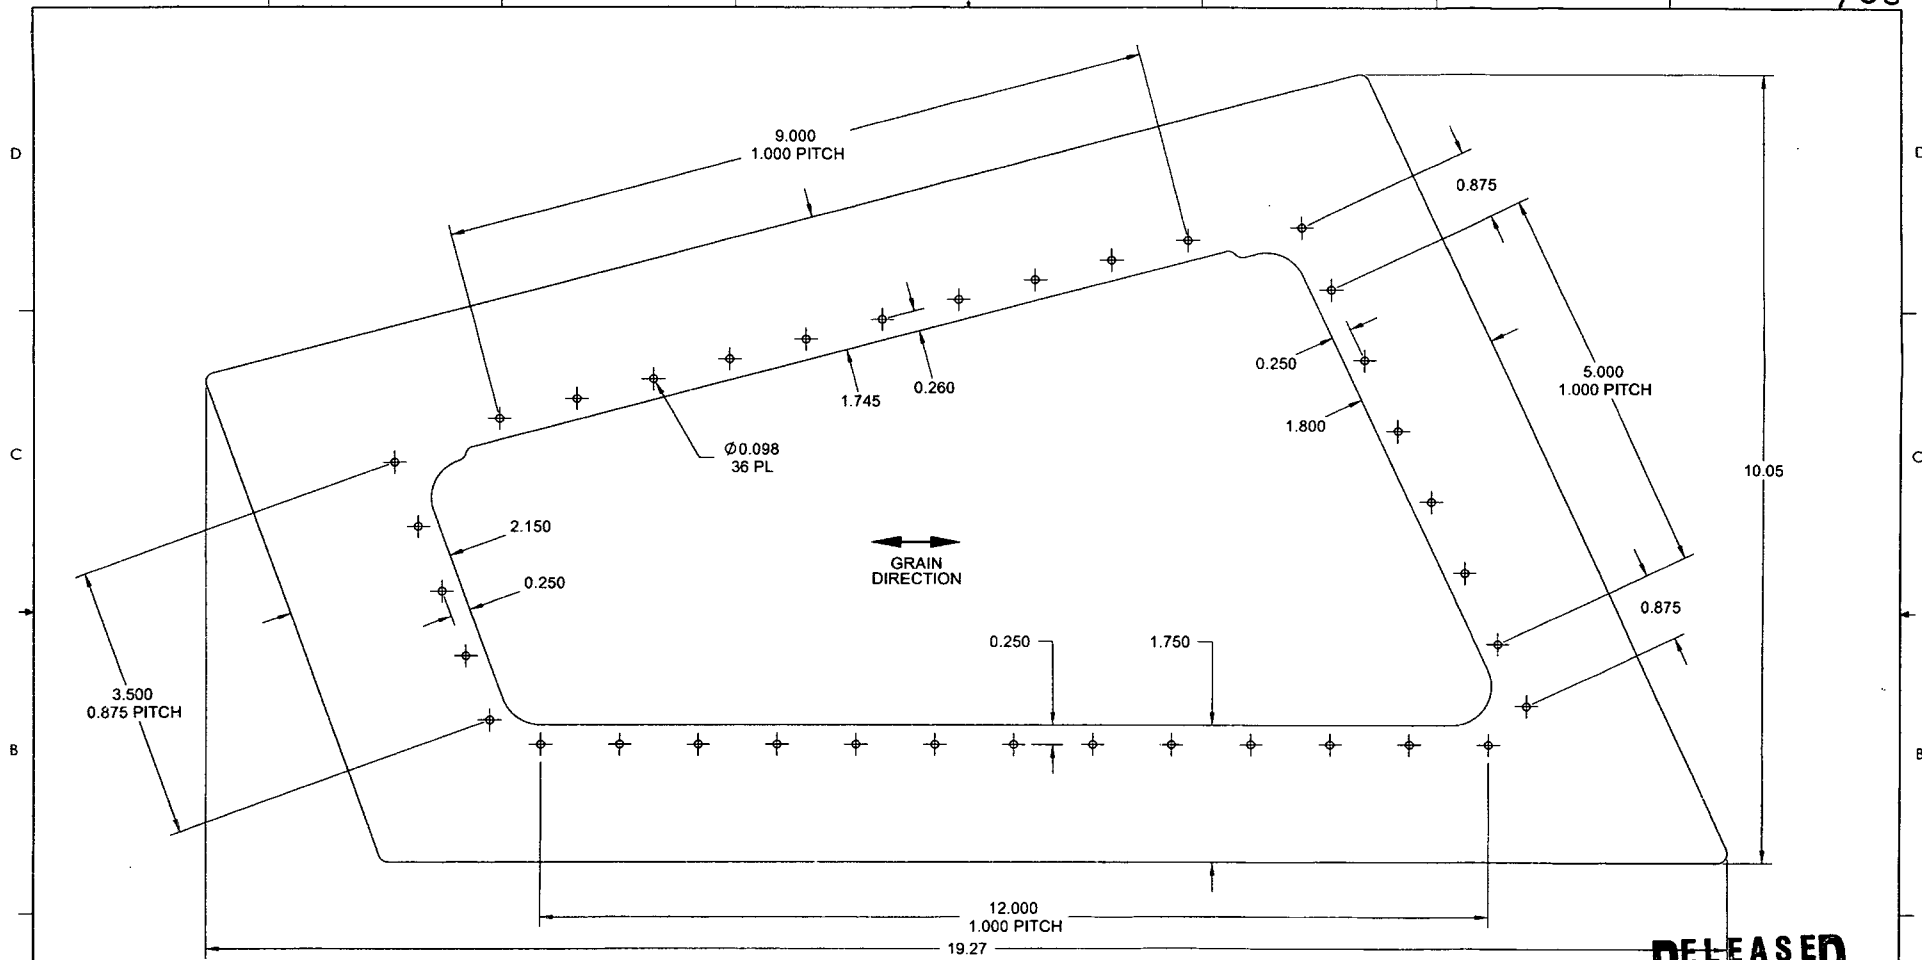 D
D
9.000
1.000 PITCH
0.875
0.250
5.000
1.000 PITCH
1.745
0.260
1.800
Ø0.098
36 PL
C
C
10.05
2.150
GRAIN
DIRECTION
0.250
0.875
0.250
1.750
3.500
0.875 PITCH
B
B
12.000
1.000 PITCH
19.27
RELEASED